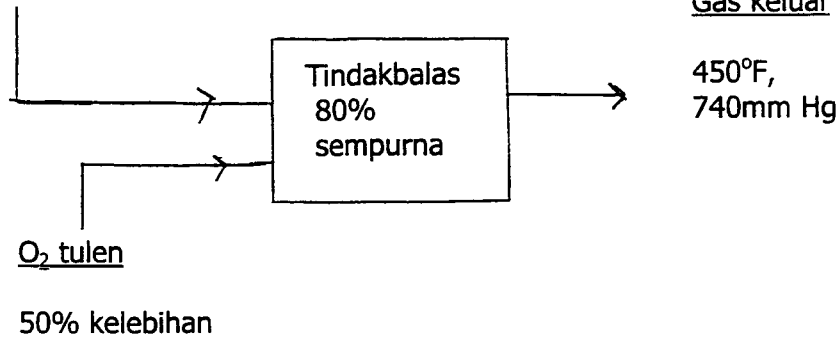 Gas keluar
450°F,
740mm Hg
Tindakbalas
80%
sempurna
O₂ tulen
50% kelebihan